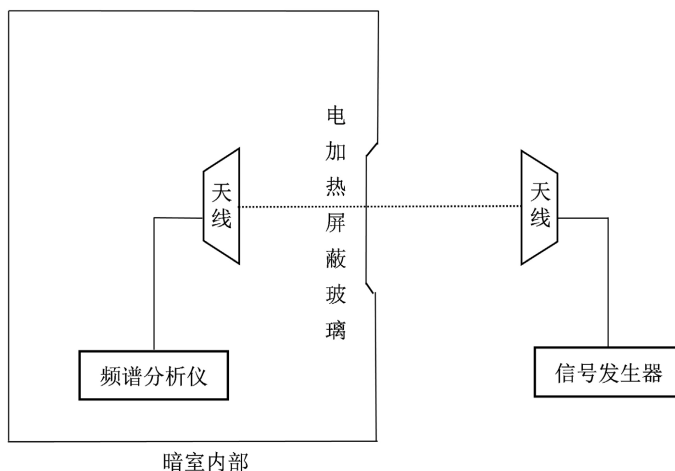 电加热屏蔽玻璃
天线
天线
频谱分析仪
信号发生器
暗室内部